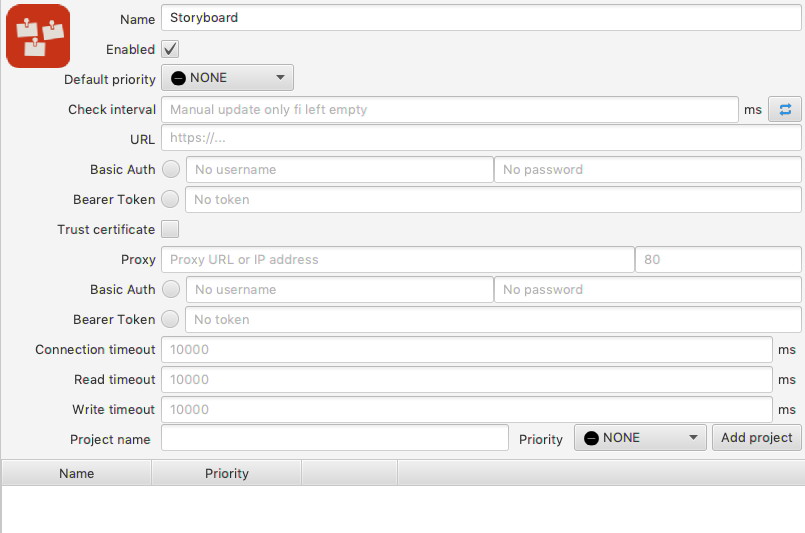 Name Storyboard
Enabled
Default priority NONE
Check interval Manual update only fi left empty ms
URL https://...
Basic Auth No username No password
Bearer Token No token
Trust certificate
Proxy Proxy URL or IP address 80
Basic Auth No username No password
Bearer Token No token
Connection timeout 10000 ms
Read timeout 10000 ms
Write timeout 10000 ms
Project name Priority NONE Add project
Name Priority